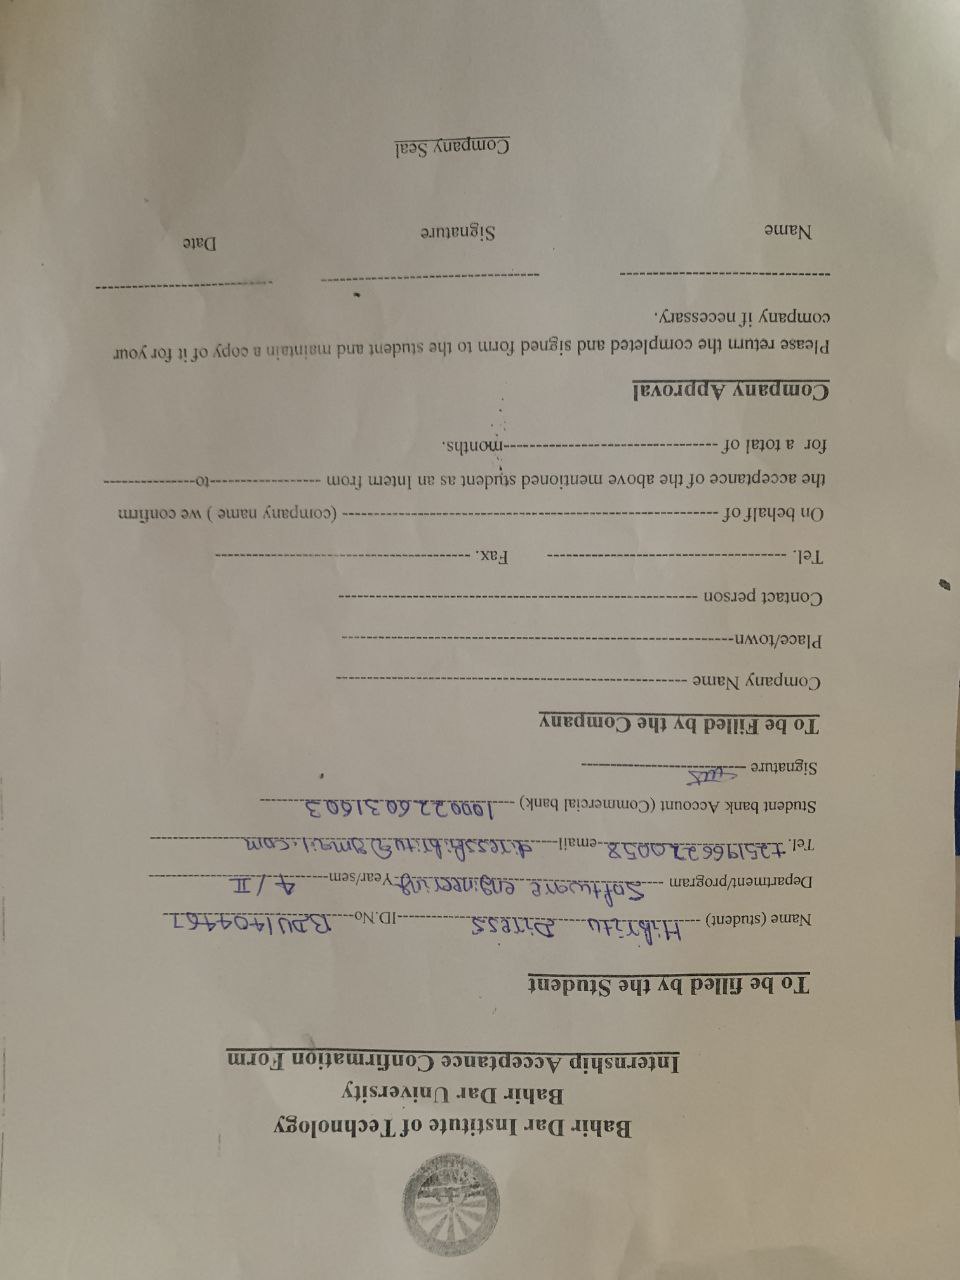 Bahir Dar Institute of Technology
Bahir Dar University
Internship Acceptance Confirmation Form
To be filled by the Student
Name (student) ---- Hibritu Diress ----ID.No---- BDU1404467
Department/program ---- Software engineering ---- Year/sem---- 4 / II
Tel. +251966220058 --email---- diresshibritu@gmail.com
Student bank Account (Commercial bank) ---- 1000226031603
Signature ----
To be Filled by the Company
Company Name ----
Place/town----
Contact person ----
Tel. ---- Fax. ----
On behalf of ---- (company name ) we confirm
the acceptance of the above mentioned student as an Intern from ----to----
for a total of ----months.
Company Approval
Please return the completed and signed form to the student and maintain a copy of it for your
company if necessary.
Name Signature Date
Company Seal